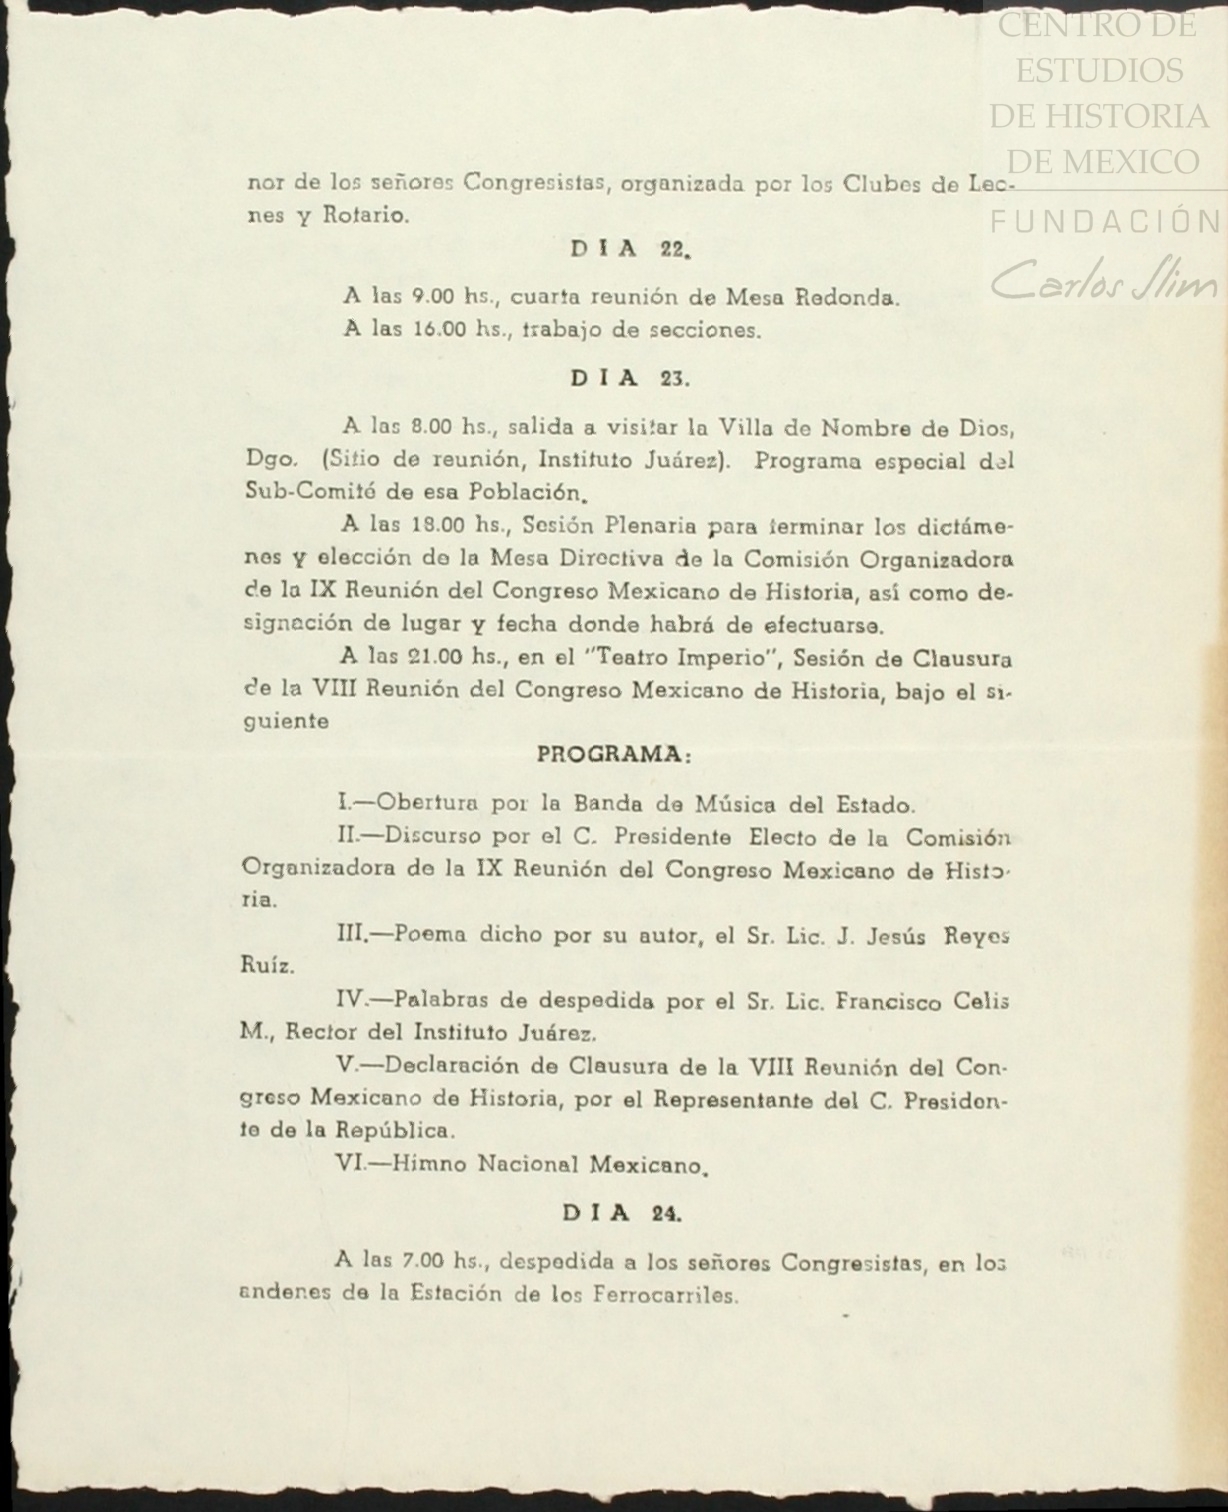 CENTRO DE
ESTUDIOS
DE HISTORIA
DE MEXICO
FUNDACIÓN
Carlos Slim
nor de los señores Congresistas, organizada por los Clubes de Leo-
nes y Rotario.
DIA 22.
A las 9.00 hs., cuarta reunión de Mesa Redonda.
A las 16.00 hs., trabajo de secciones.
DIA 23.
A las 8.00 hs., salida a visitar la Villa de Nombre de Dios,
Dgo. (Sitio de reunión, Instituto Juárez). Programa especial del
Sub-Comité de esa Población.
A las 18.00 hs., Sesión Plenaria para terminar los dictáme-
nes y elección de la Mesa Directiva de la Comisión Organizadora
de la IX Reunión del Congreso Mexicano de Historia, así como de-
signación de lugar y fecha donde habrá de efectuarse.
A las 21.00 hs., en el "Teatro Imperio", Sesión de Clausura
de la VIII Reunión del Congreso Mexicano de Historia, bajo el si-
guiente
PROGRAMA:
I.—Obertura por la Banda de Música del Estado.
II.—Discurso por el C. Presidente Electo de la Comisión
Organizadora de la IX Reunión del Congreso Mexicano de Histo-
ria.
III.—Poema dicho por su autor, el Sr. Lic. J. Jesús Reyes
Ruíz.
IV.—Palabras de despedida por el Sr. Lic. Francisco Celis
M., Rector del Instituto Juárez.
V.—Declaración de Clausura de la VIII Reunión del Con-
greso Mexicano de Historia, por el Representante del C. Presiden-
te de la República.
VI.—Himno Nacional Mexicano.
DIA 24.
A las 7.00 hs., despedida a los señores Congresistas, en los
andenes de la Estación de los Ferrocarriles.